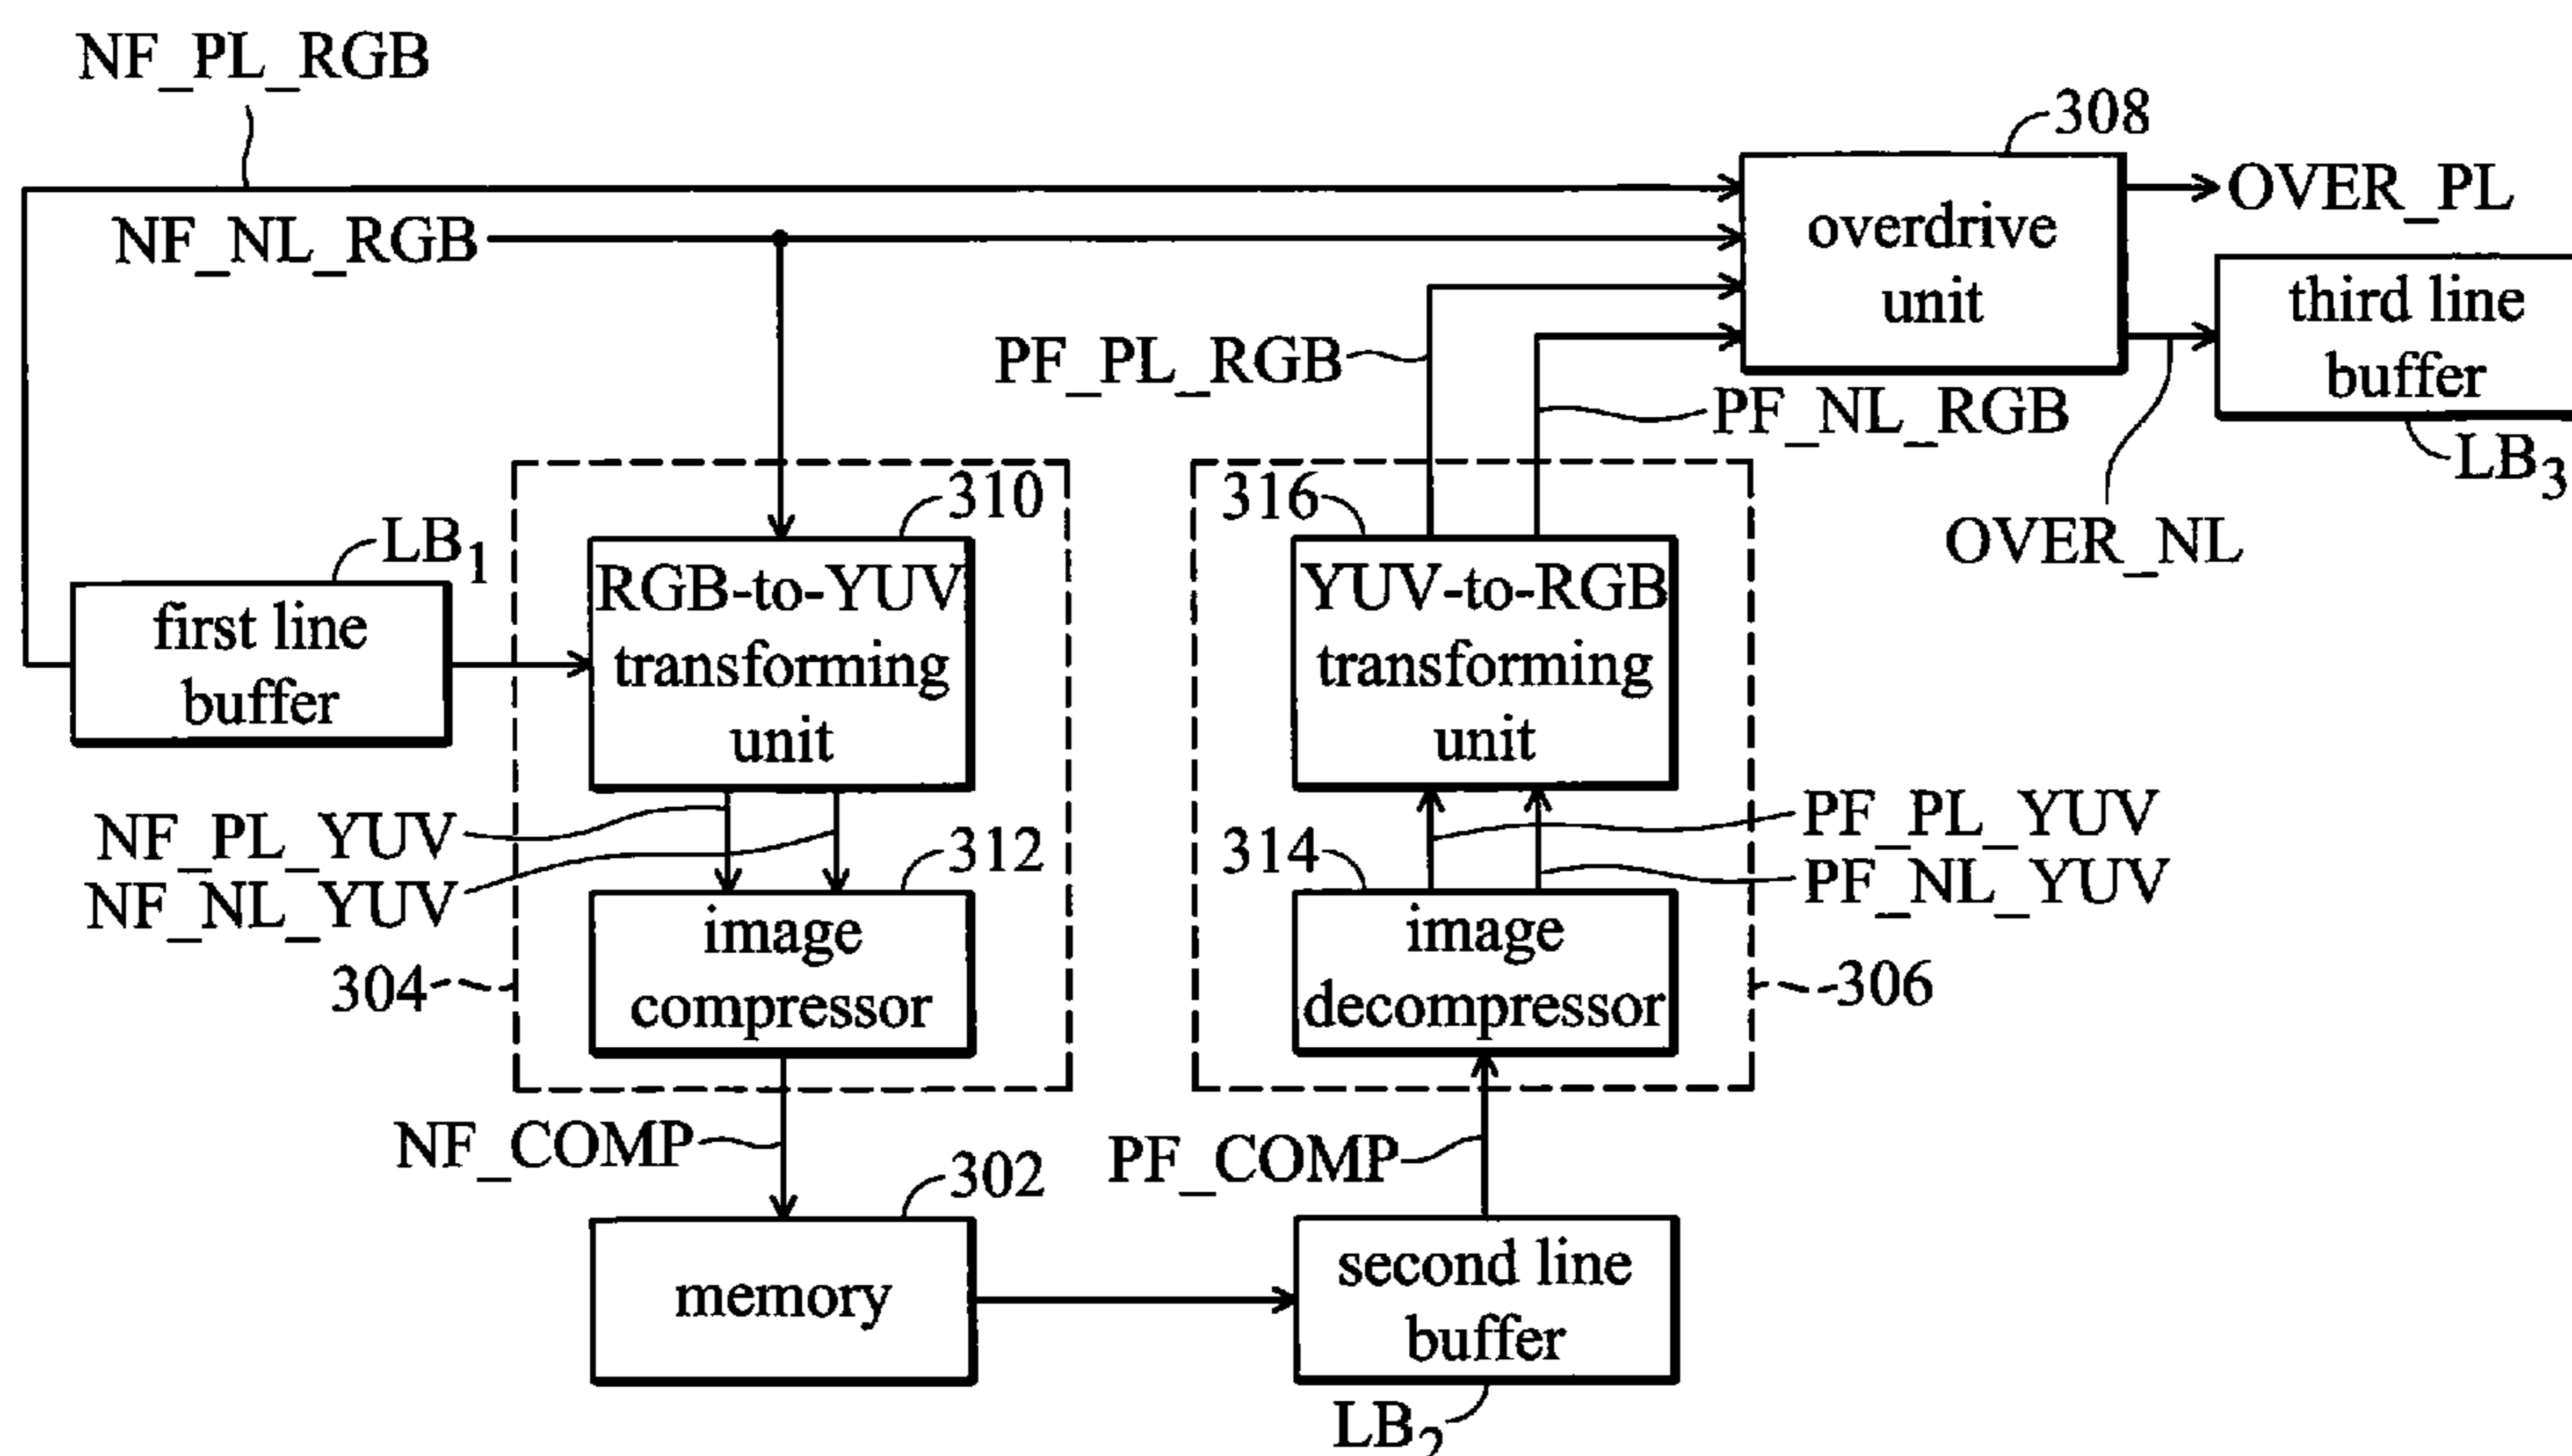 NF_PL_RGB
308
NF_NL_RGB
overdrive
unit
OVER_PL
third line
buffer
PF_PL_RGB
PF_NL_RGB
LB3
OVER_NL
310
316
LB1
first line
buffer
RGB-to-YUV
transforming
unit
YUV-to-RGB
transforming
unit
NF_PL_YUV
NF_NL_YUV
312
314
PF_PL_YUV
PF_NL_YUV
image
compressor
image
decompressor
304
306
NF_COMP
PF_COMP
302
memory
second line
buffer
LB2